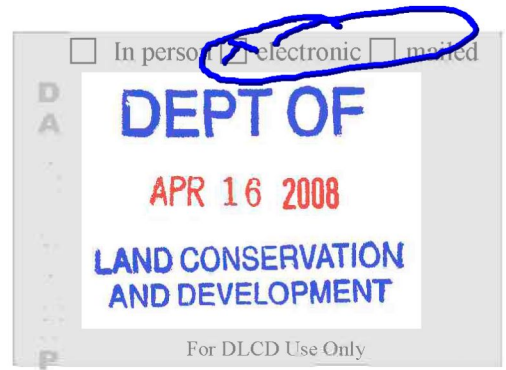 ☐ In person ☐ electronic ☐ mailed
D
A
DEPT OF
APR 16 2008
LAND CONSERVATION
AND DEVELOPMENT
P
For DLCD Use Only